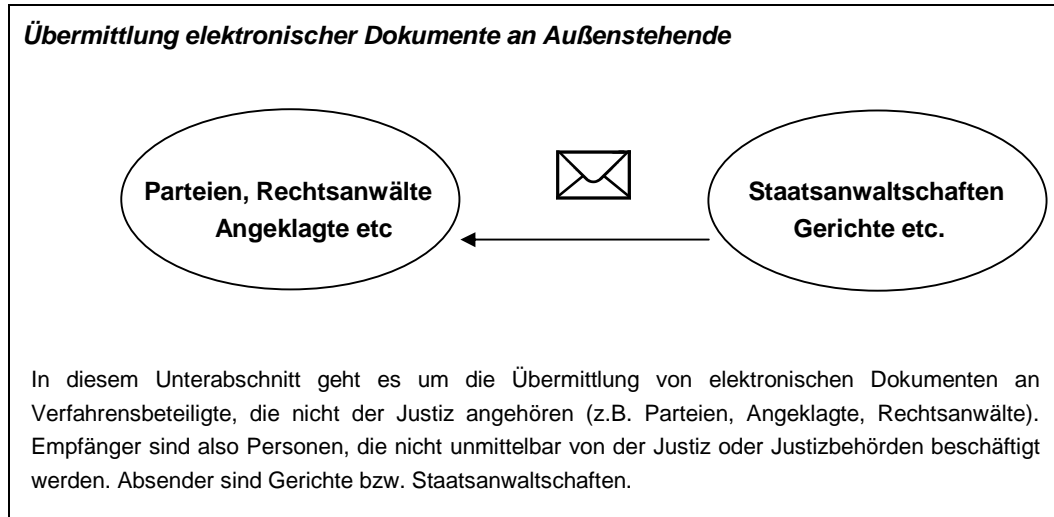 Übermittlung elektronischer Dokumente an Außenstehende
Parteien, Rechtsanwälte
Angeklagte etc
Staatsanwaltschaften
Gerichte etc.
In diesem Unterabschnitt geht es um die Übermittlung von elektronischen Dokumenten an
Verfahrensbeteiligte, die nicht der Justiz angehören (z.B. Parteien, Angeklagte, Rechtsanwälte).
Empfänger sind also Personen, die nicht unmittelbar von der Justiz oder Justizbehörden beschäftigt
werden. Absender sind Gerichte bzw. Staatsanwaltschaften.